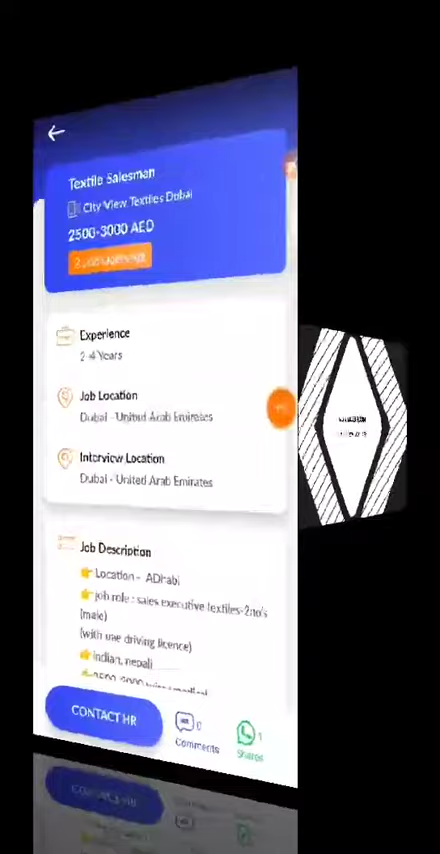 Textile Salesman
City View Textiles Dubai
2500-3000 AED
Experience
2-4 Years
Job Location
Dubai - United Arab Emirates
Interview Location
Dubai - United Arab Emirates
Job Description
👉 Location - ADhabi
👉 job role : sales executive textiles-2no's
(male)
(with uae driving licence)
👉 indian, nepali
CONTACT HR
0
Comments
1
Shares